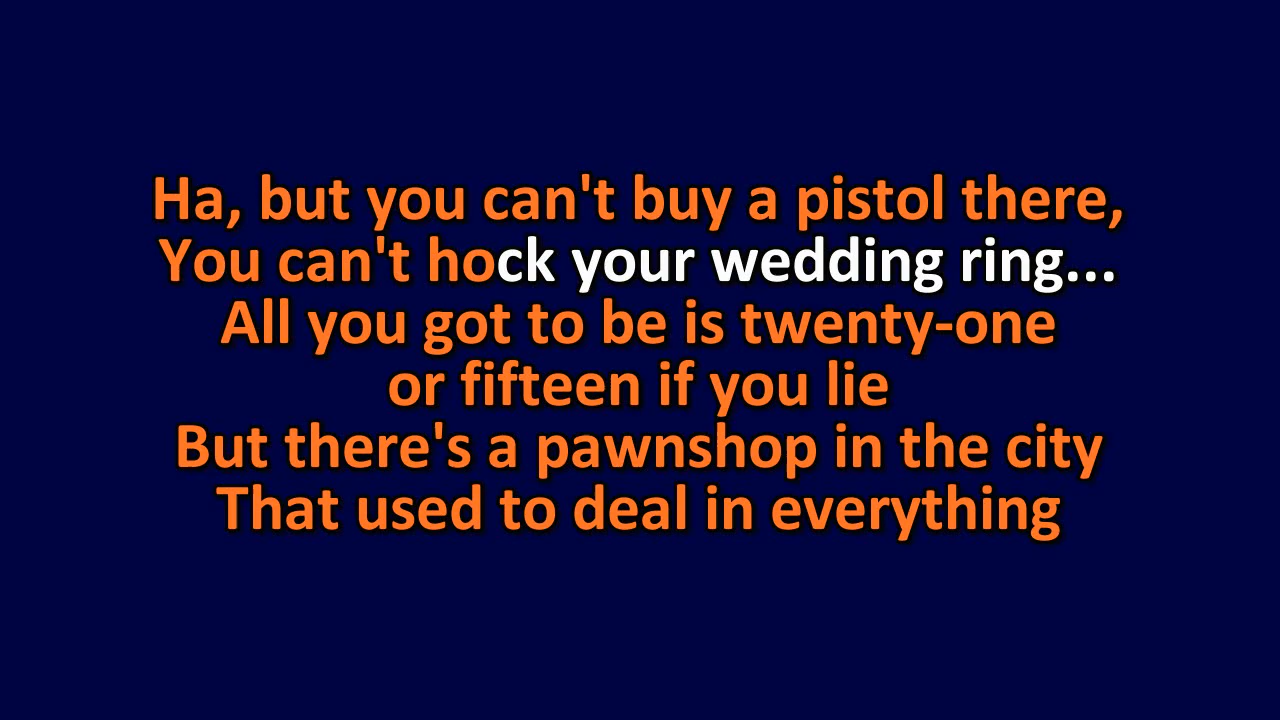 Ha, but you can't buy a pistol there,
You can't hock your wedding ring...
All you got to be is twenty-one
or fifteen if you lie
But there's a pawnshop in the city
That used to deal in everything